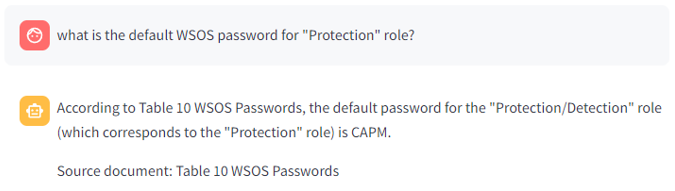 what is the default WSOS password for "Protection" role?
According to Table 10 WSOS Passwords, the default password for the "Protection/Detection" role
(which corresponds to the "Protection" role) is CAPM.
Source document: Table 10 WSOS Passwords